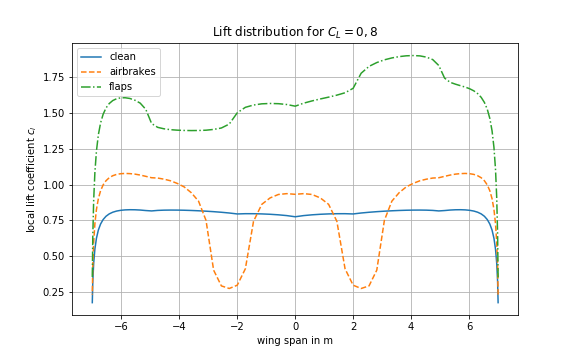 Lift distribution for C_L = 0, 8
clean
airbrakes
flaps
local lift coefficient c_l
1.75
1.50
1.25
1.00
0.75
0.50
0.25
−6 −4 −2 0 2 4 6
wing span in m